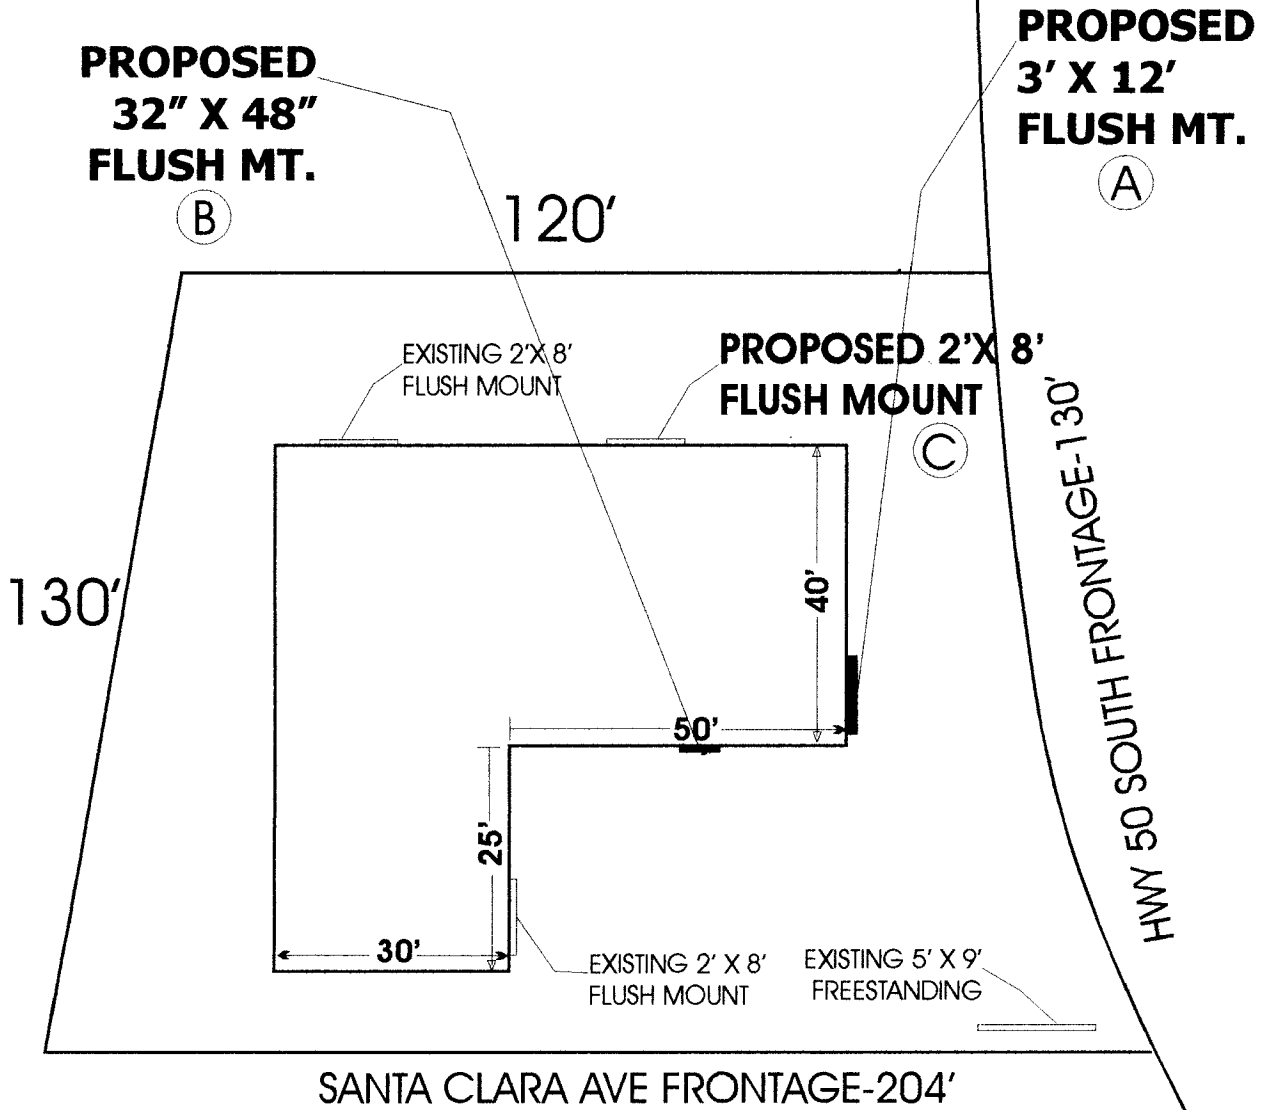 PROPOSED
32" X 48"
FLUSH MT.
B
PROPOSED
3' X 12'
FLUSH MT.
A
120'
EXISTING 2'X 8'
FLUSH MOUNT
PROPOSED 2'X 8'
FLUSH MOUNT
C
130'
40'
HWY 50 SOUTH FRONTAGE-130'
50'
25'
30'
EXISTING 2' X 8'
FLUSH MOUNT
EXISTING 5' X 9'
FREESTANDING
SANTA CLARA AVE FRONTAGE-204'